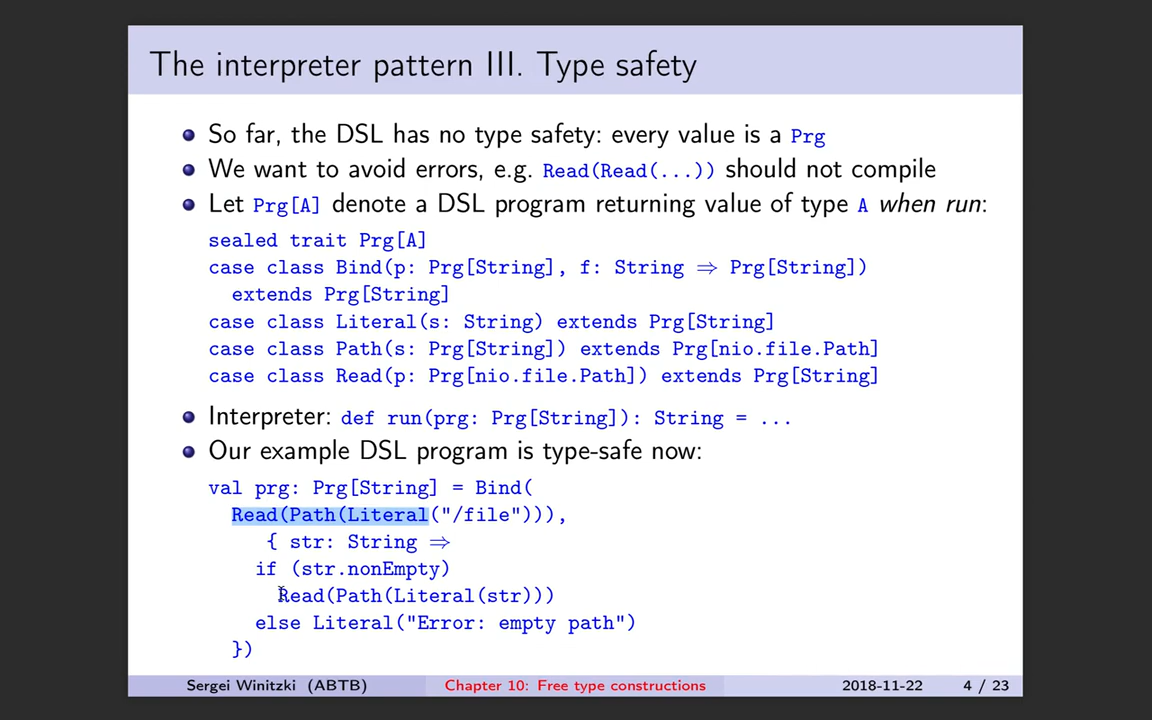 The interpreter pattern III. Type safety
So far, the DSL has no type safety: every value is a Prg
We want to avoid errors, e.g. Read(Read(...)) should not compile
Let Prg[A] denote a DSL program returning value of type A when run:
sealed trait Prg[A]
case class Bind(p: Prg[String], f: String ⇒ Prg[String])
extends Prg[String]
case class Literal(s: String) extends Prg[String]
case class Path(s: Prg[String]) extends Prg[nio.file.Path]
case class Read(p: Prg[nio.file.Path]) extends Prg[String]
Interpreter: def run(prg: Prg[String]): String = ...
Our example DSL program is type-safe now:
val prg: Prg[String] = Bind(
Read(Path(Literal("/file"))),
{ str: String ⇒
if (str.nonEmpty)
Read(Path(Literal(str)))
else Literal("Error: empty path")
})
Sergei Winitzki (ABTB) Chapter 10: Free type constructions 2018-11-22 4 / 23